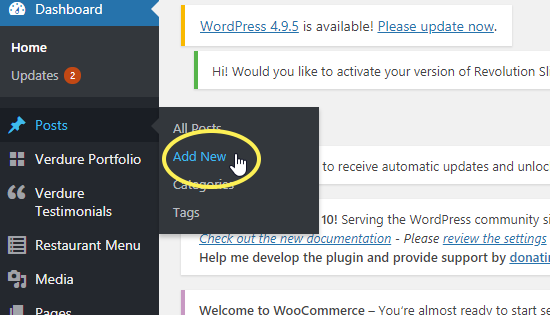 Dashboard
Home
Updates 2
Posts
Verdure Portfolio
Verdure
Testimonials
Restaurant Menu
Media
Pages
All Posts
Add New
Categories
Tags
WordPress 4.9.5 is available! Please update now.
Hi! Would you like to activate your version of Revolution Sl
to receive automatic updates and unloc
10! Serving the WordPress community si
Check out the new documentation - Please review the settings
Help me develop the plugin and provide support by donatin
Welcome to WooCommerce – You're almost ready to start se